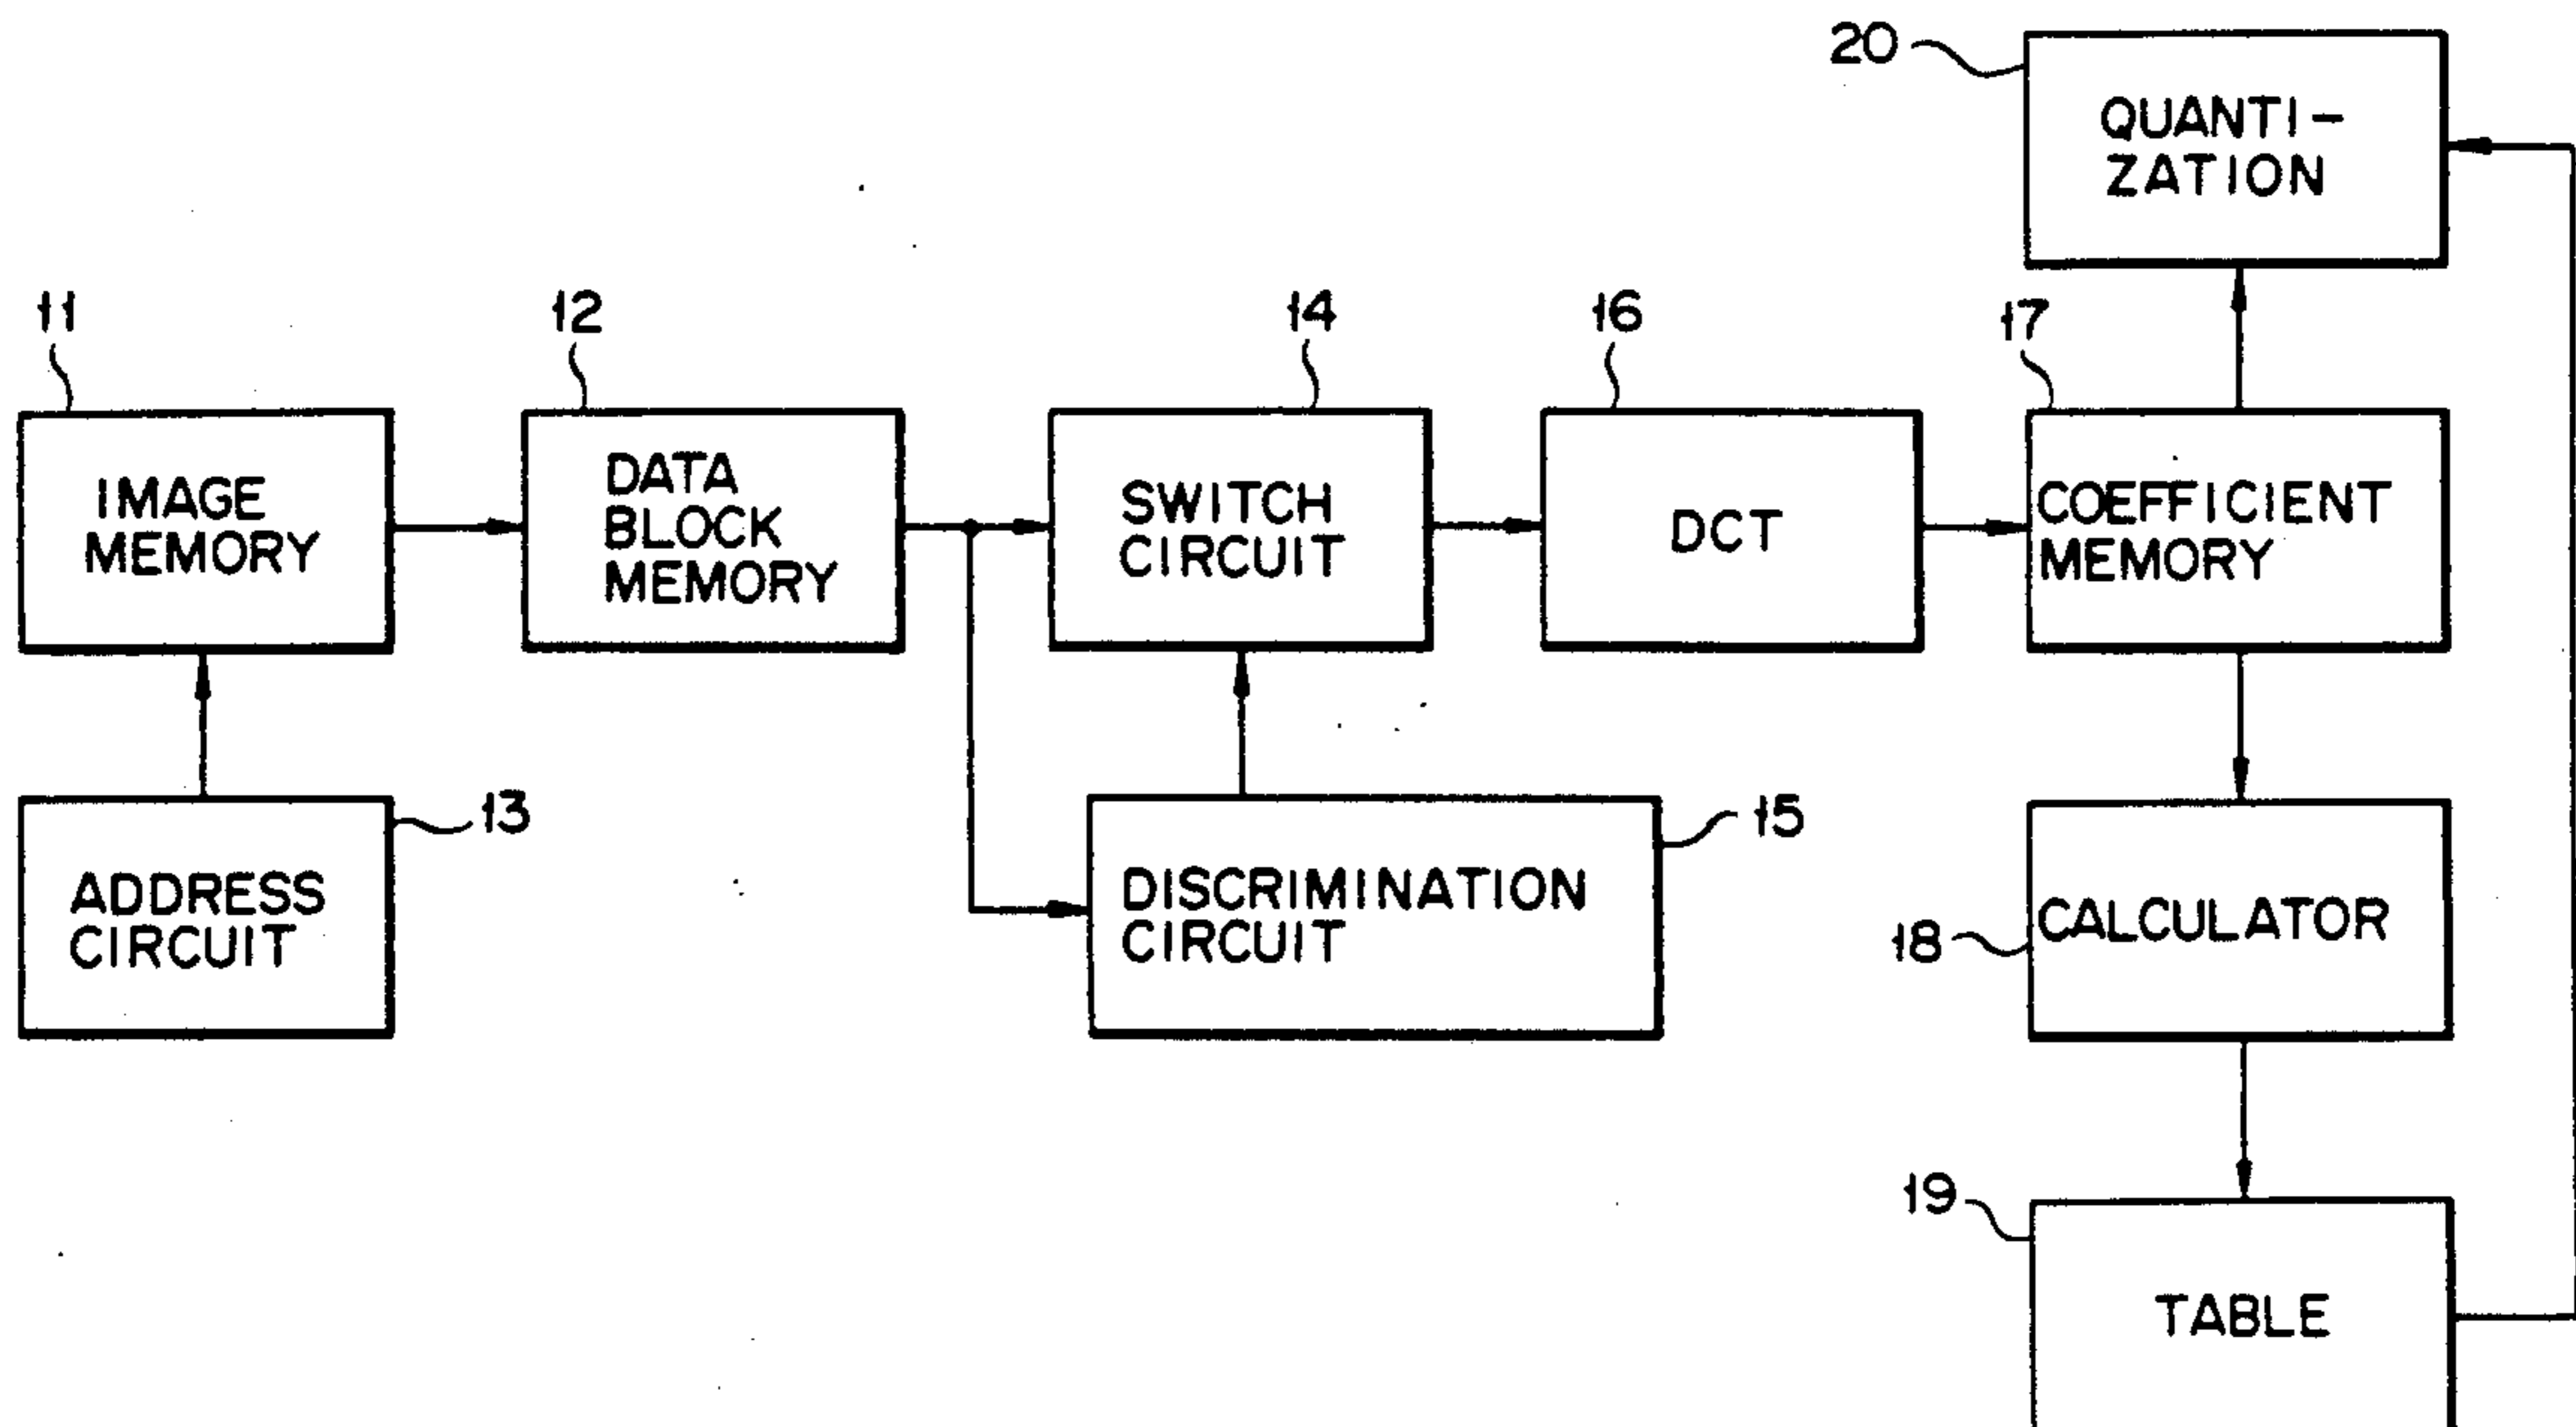 20
QUANTI-
ZATION
11
12
14
16
17
IMAGE
MEMORY
DATA
BLOCK
MEMORY
SWITCH
CIRCUIT
DCT
COEFFICIENT
MEMORY
13
15
ADDRESS
CIRCUIT
DISCRIMINATION
CIRCUIT
18
CALCULATOR
19
TABLE